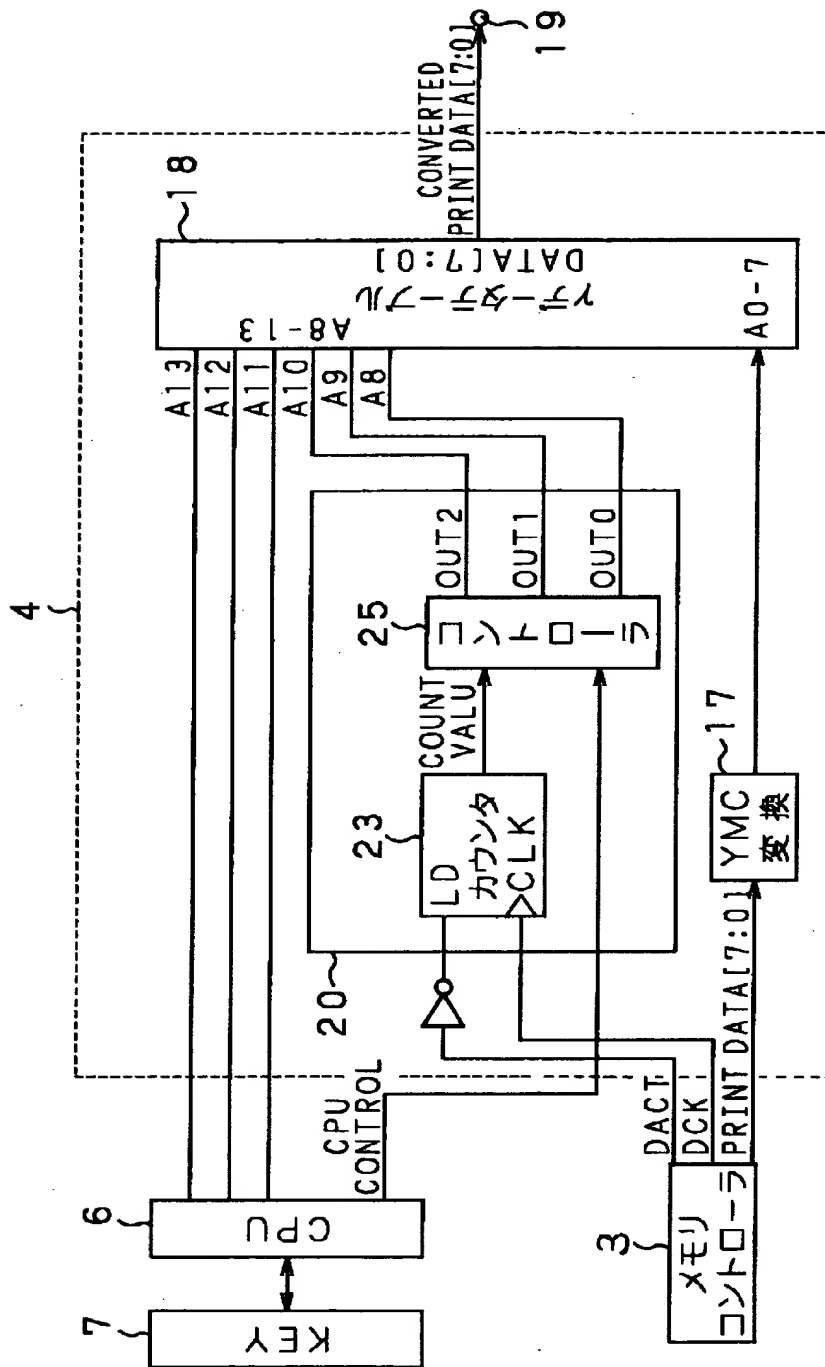 4
CONVERTED
PRINT DATA[7:0]
19
18
γデータテーブル
DATA[7:0]
A8-13
A0-7
A13
A12
A11
A10
A9
A8
6
CPU
7
KEY
CPU
CONTROL
20
23
LD
カウンタ
CLK
COUNT
VALU
25
コントローラ
OUT2
OUT1
OUT0
3
メモリ
コントローラ
DACT
DCK
PRINT DATA[7:0]
17
YMC
変換